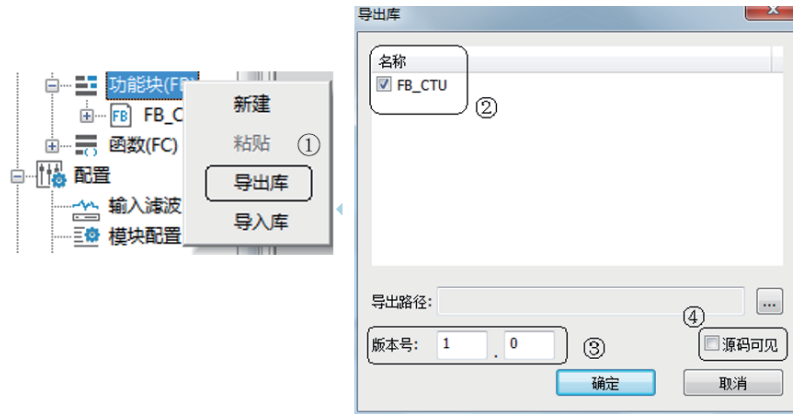 功能块(FB)
FB_C
函数(FC)
配置
输入滤波
模块配置
新建
粘贴 ①
导出库
导入库
导出库
名称
FB_CTU
②
导出路径: ...
④
版本号: 1 . 0 ③ 源码可见
确定 取消